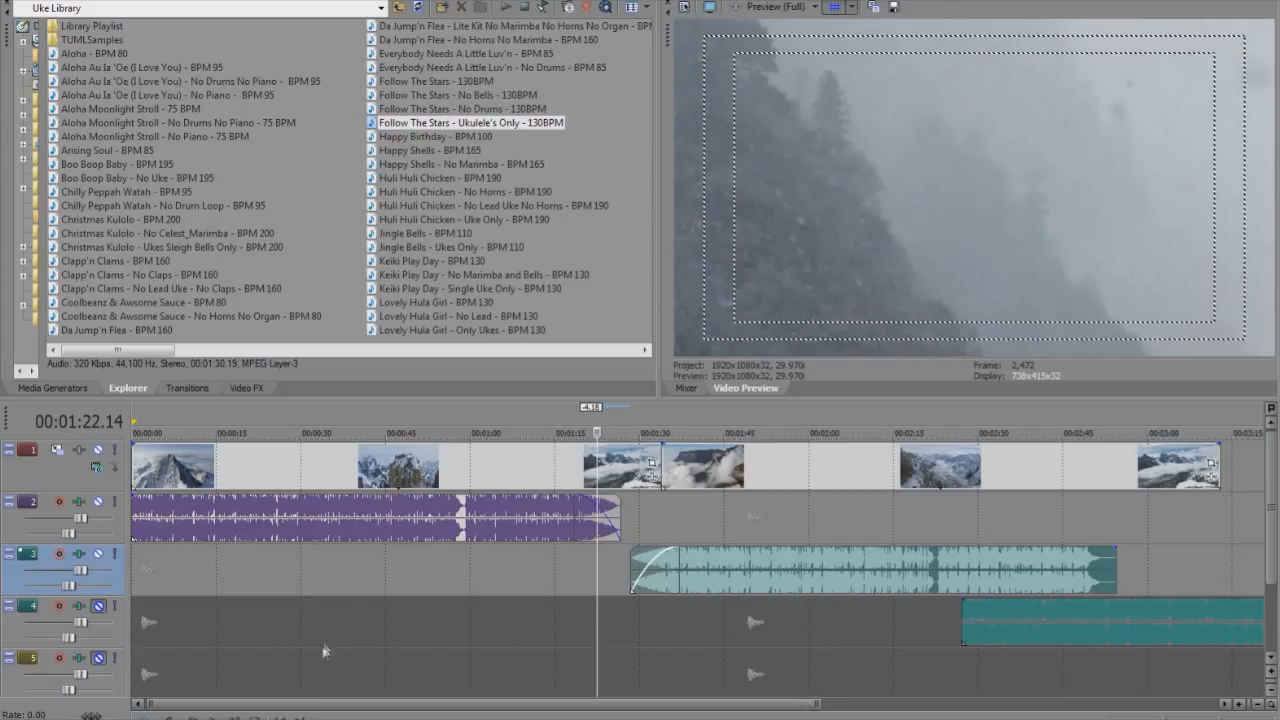 Uke Library
Preview (Full)
Library Playlist
TUMLSamples
Aloha - BPM 80
Aloha Au Ia 'Oe (I Love You) - BPM 95
Aloha Au Ia 'Oe (I Love You) - No Drums No Piano - BPM 95
Aloha Au Ia 'Oe (I Love You) - No Piano - BPM 95
Aloha Moonlight Stroll - 75 BPM
Aloha Moonlight Stroll - No Drums No Piano - 75 BPM
Aloha Moonlight Stroll - No Piano - 75 BPM
Arising Soul - BPM 85
Boo Boop Baby - BPM 195
Boo Boop Baby - No Uke - BPM 195
Chilly Peppah Watah - BPM 95
Chilly Peppah Watah - No Drum Loop - BPM 95
Christmas Kulolo - BPM 200
Christmas Kulolo - No Celest_Marimba - BPM 200
Christmas Kulolo - Ukes Sleigh Bells Only - BPM 200
Clapp'n Clams - BPM 160
Clapp'n Clams - No Claps - BPM 160
Clapp'n Clams - No Lead Uke - No Claps - BPM 160
Coolbeanz & Awsome Sauce - BPM 80
Coolbeanz & Awsome Sauce - No Horns No Organ - BPM 80
Da Jump'n Flea - BPM 160
Da Jump'n Flea - Lite Kit No Marimba No Horns No Organ - BPM
Da Jump'n Flea - No Horns No Marimba - BPM 160
Everybody Needs A Little Luv'n - BPM 85
Everybody Needs A Little Luv'n - No Drums - BPM 85
Follow The Stars - 130BPM
Follow The Stars - No Bells - 130BPM
Follow The Stars - No Drums - 130BPM
Follow The Stars - Ukulele's Only - 130BPM
Happy Birthday - BPM 100
Happy Shells - BPM 165
Happy Shells - No Marimba - BPM 165
Huli Huli Chicken - BPM 190
Huli Huli Chicken - No Horns - BPM 190
Huli Huli Chicken - No Lead Uke No Horns - BPM 190
Huli Huli Chicken - Uke Only - BPM 190
Jingle Bells - BPM 110
Jingle Bells - Ukes Only - BPM 110
Keiki Play Day - BPM 130
Keiki Play Day - No Marimba and Bells - BPM 130
Keiki Play Day - Single Uke Only - BPM 130
Lovely Hula Girl - BPM 130
Lovely Hula Girl - No Lead - BPM 130
Lovely Hula Girl - Only Ukes - BPM 130
Audio: 320 Kbps, 44,100 Hz, Stereo, 00:01:30.19, MPEG Layer-3
Media Generators Explorer Transitions Video FX
Project: 1920x1080x32, 29.970i Frame: 2,472
Preview: 1920x1080x32, 29.970i Display: 738x415x32
Mixer Video Preview
-4.18
00:01:22.14
00:00:00 00:00:15 00:00:30 00:00:45 00:01:00 00:01:15 00:01:30 00:01:45 00:02:00 00:02:15 00:02:30 00:02:45 00:03:00 00:03:15
1
2
3
4
5
Rate: 0.00